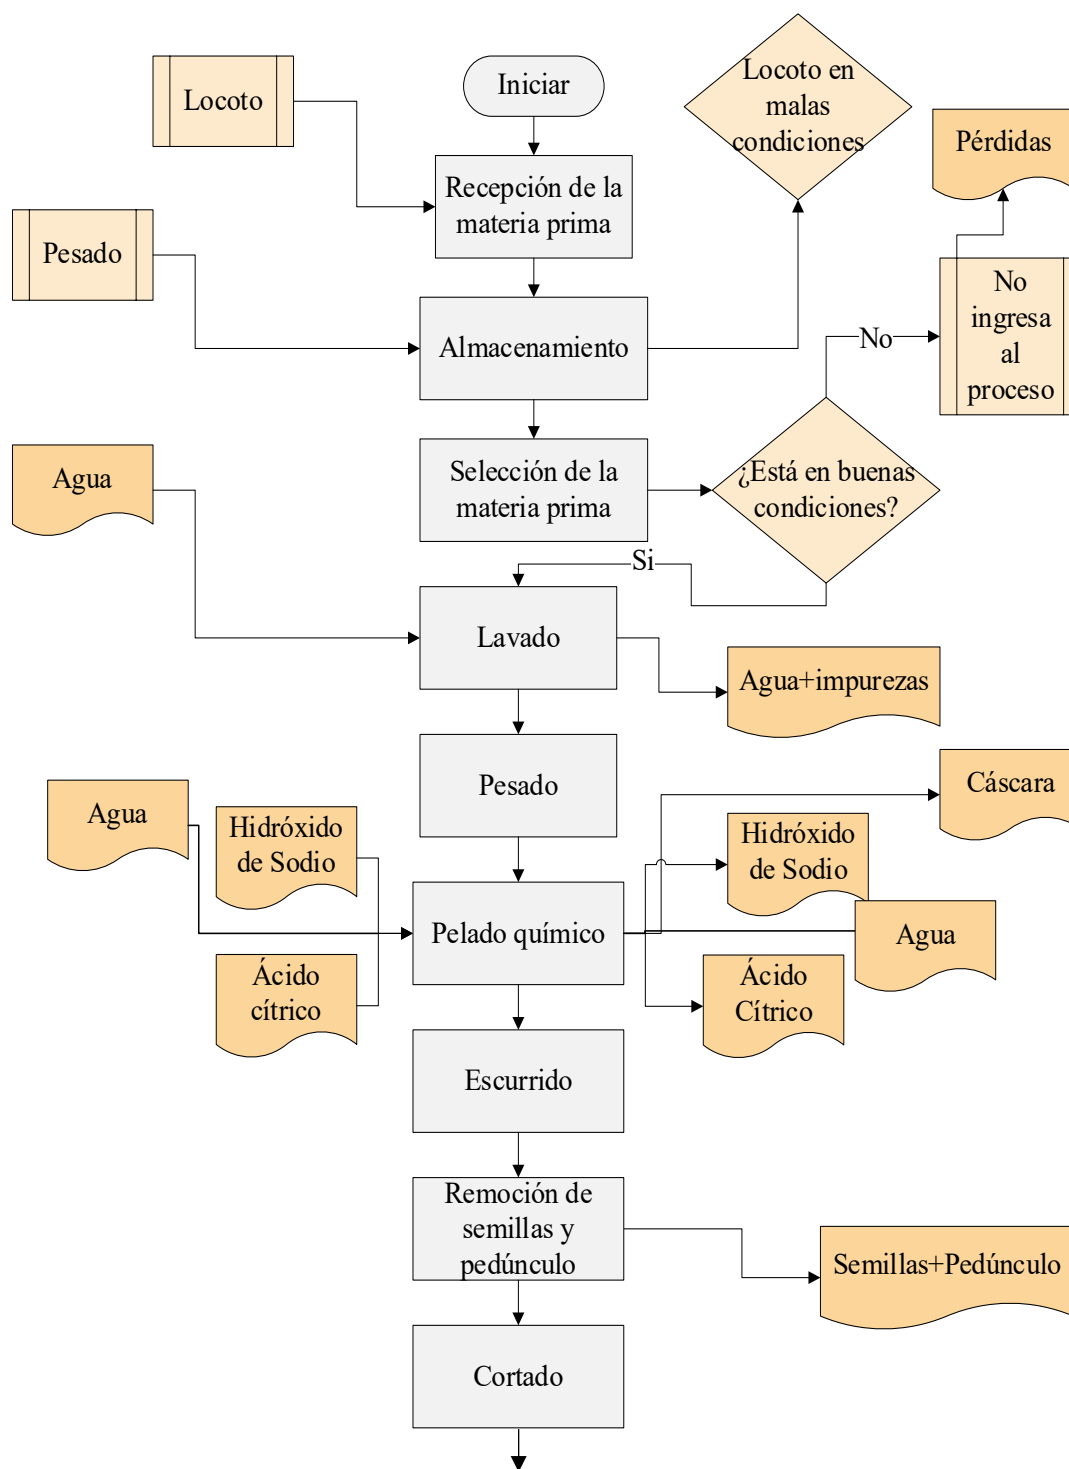 Iniciar
Locoto
Locoto en
malas
condiciones
Pérdidas
Recepción de la
materia prima
Pesado
No
ingresa
al
proceso
Almacenamiento
No
Agua
Selección de la
materia prima
¿Está en buenas
condiciones?
Si
Lavado
Agua+impurezas
Pesado
Cáscara
Agua
Hidróxido
de Sodio
Hidróxido
de Sodio
Pelado químico
Agua
Ácido
cítrico
Ácido
Cítrico
Escurrido
Remoción de
semillas y
pedúnculo
Semillas+Pedúnculo
Cortado